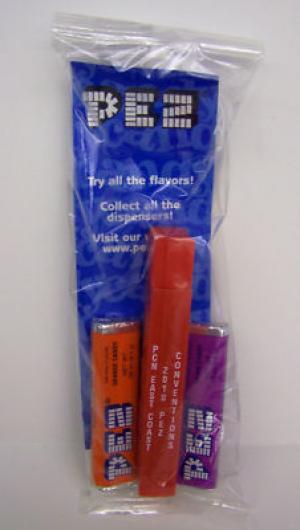 PEZ
Try all the flavors!
Collect all the
dispensers!
Visit our
www.pe
CONVENTIONS
2010 PEZ
PCN EAST COAST
PEZ
PEZ